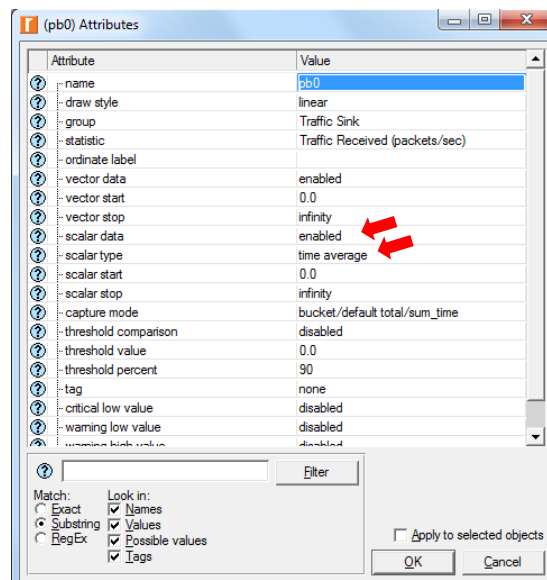 (pb0) Attributes
Attribute Value
name pb0
draw style linear
group Traffic Sink
statistic Traffic Received (packets/sec)
ordinate label
vector data enabled
vector start 0.0
vector stop infinity
scalar data enabled
scalar type time average
scalar start 0.0
scalar stop infinity
capture mode bucket/default total/sum_time
threshold comparison disabled
threshold value 0.0
threshold percent 90
tag none
critical low value disabled
warning low value disabled
warning high value disabled
Filter
Match: Look in:
Exact Names
Substring Values
RegEx Possible values
Tags
Apply to selected objects
OK Cancel